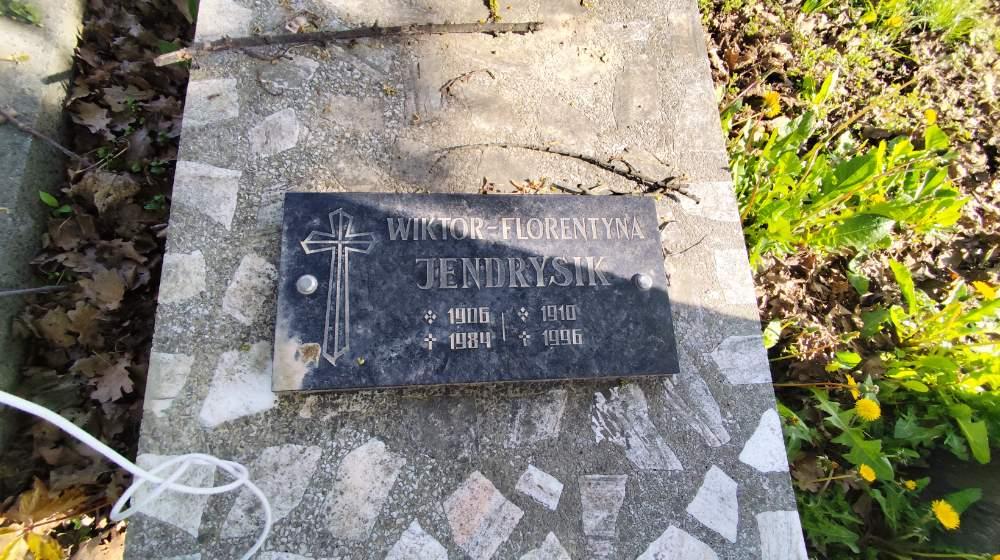 WIKTOR-FLORENTYNA
JENDRYSIK
1906 1910
1984 1996